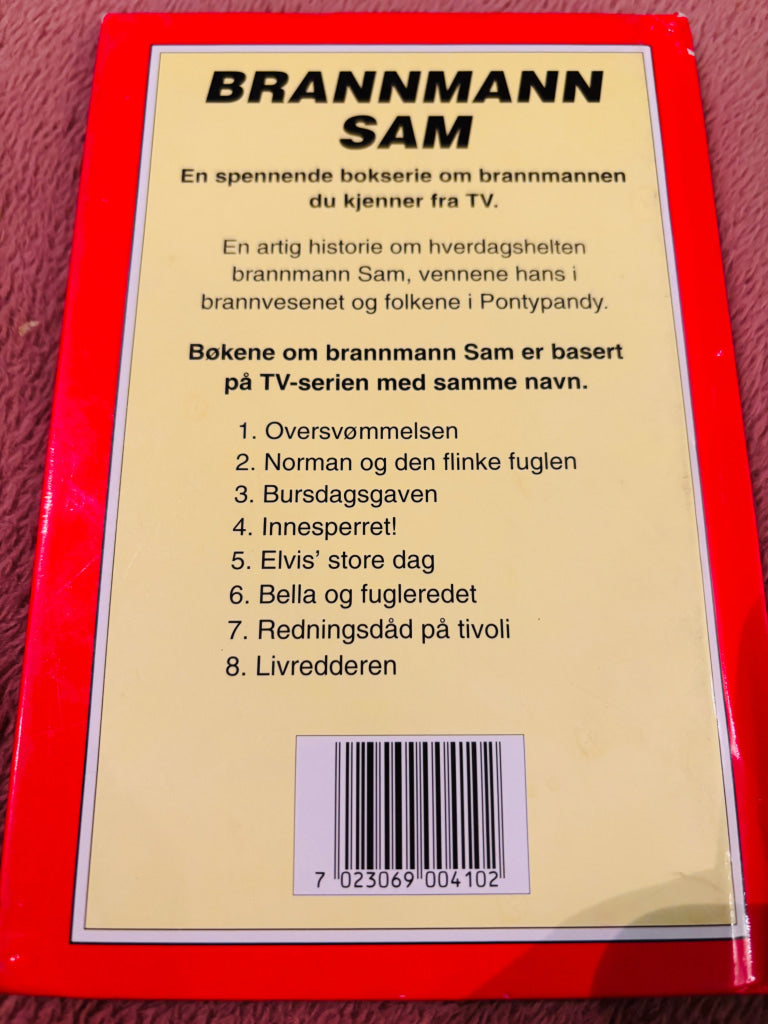 BRANNMANN
SAM
En spennende bokserie om brannmannen
du kjenner fra TV.
En artig historie om hverdagshelten
brannmann Sam, vennene hans i
brannvesenet og folkene i Pontypandy.
Bøkene om brannmann Sam er basert
på TV-serien med samme navn.
1. Oversvømmelsen
2. Norman og den flinke fuglen
3. Bursdagsgaven
4. Innesperret!
5. Elvis' store dag
6. Bella og fugleredet
7. Redningsdåd på tivoli
8. Livredderen
7 023069 004102